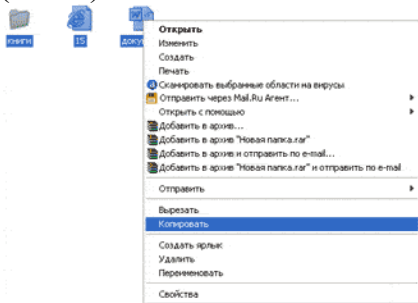 книги
15
доку
Открыть
Изменить
Создать
Печать
Сканировать выбранные области на вирусы
Отправить через Mail.Ru Агент...
Открыть с помощью
Добавить в архив...
Добавить в архив "Новая папка.rar"
Добавить в архив и отправить по e-mail...
Добавить в архив "Новая папка.rar" и отправить по e-mail
Отправить
Вырезать
Копировать
Создать ярлык
Удалить
Переименовать
Свойства